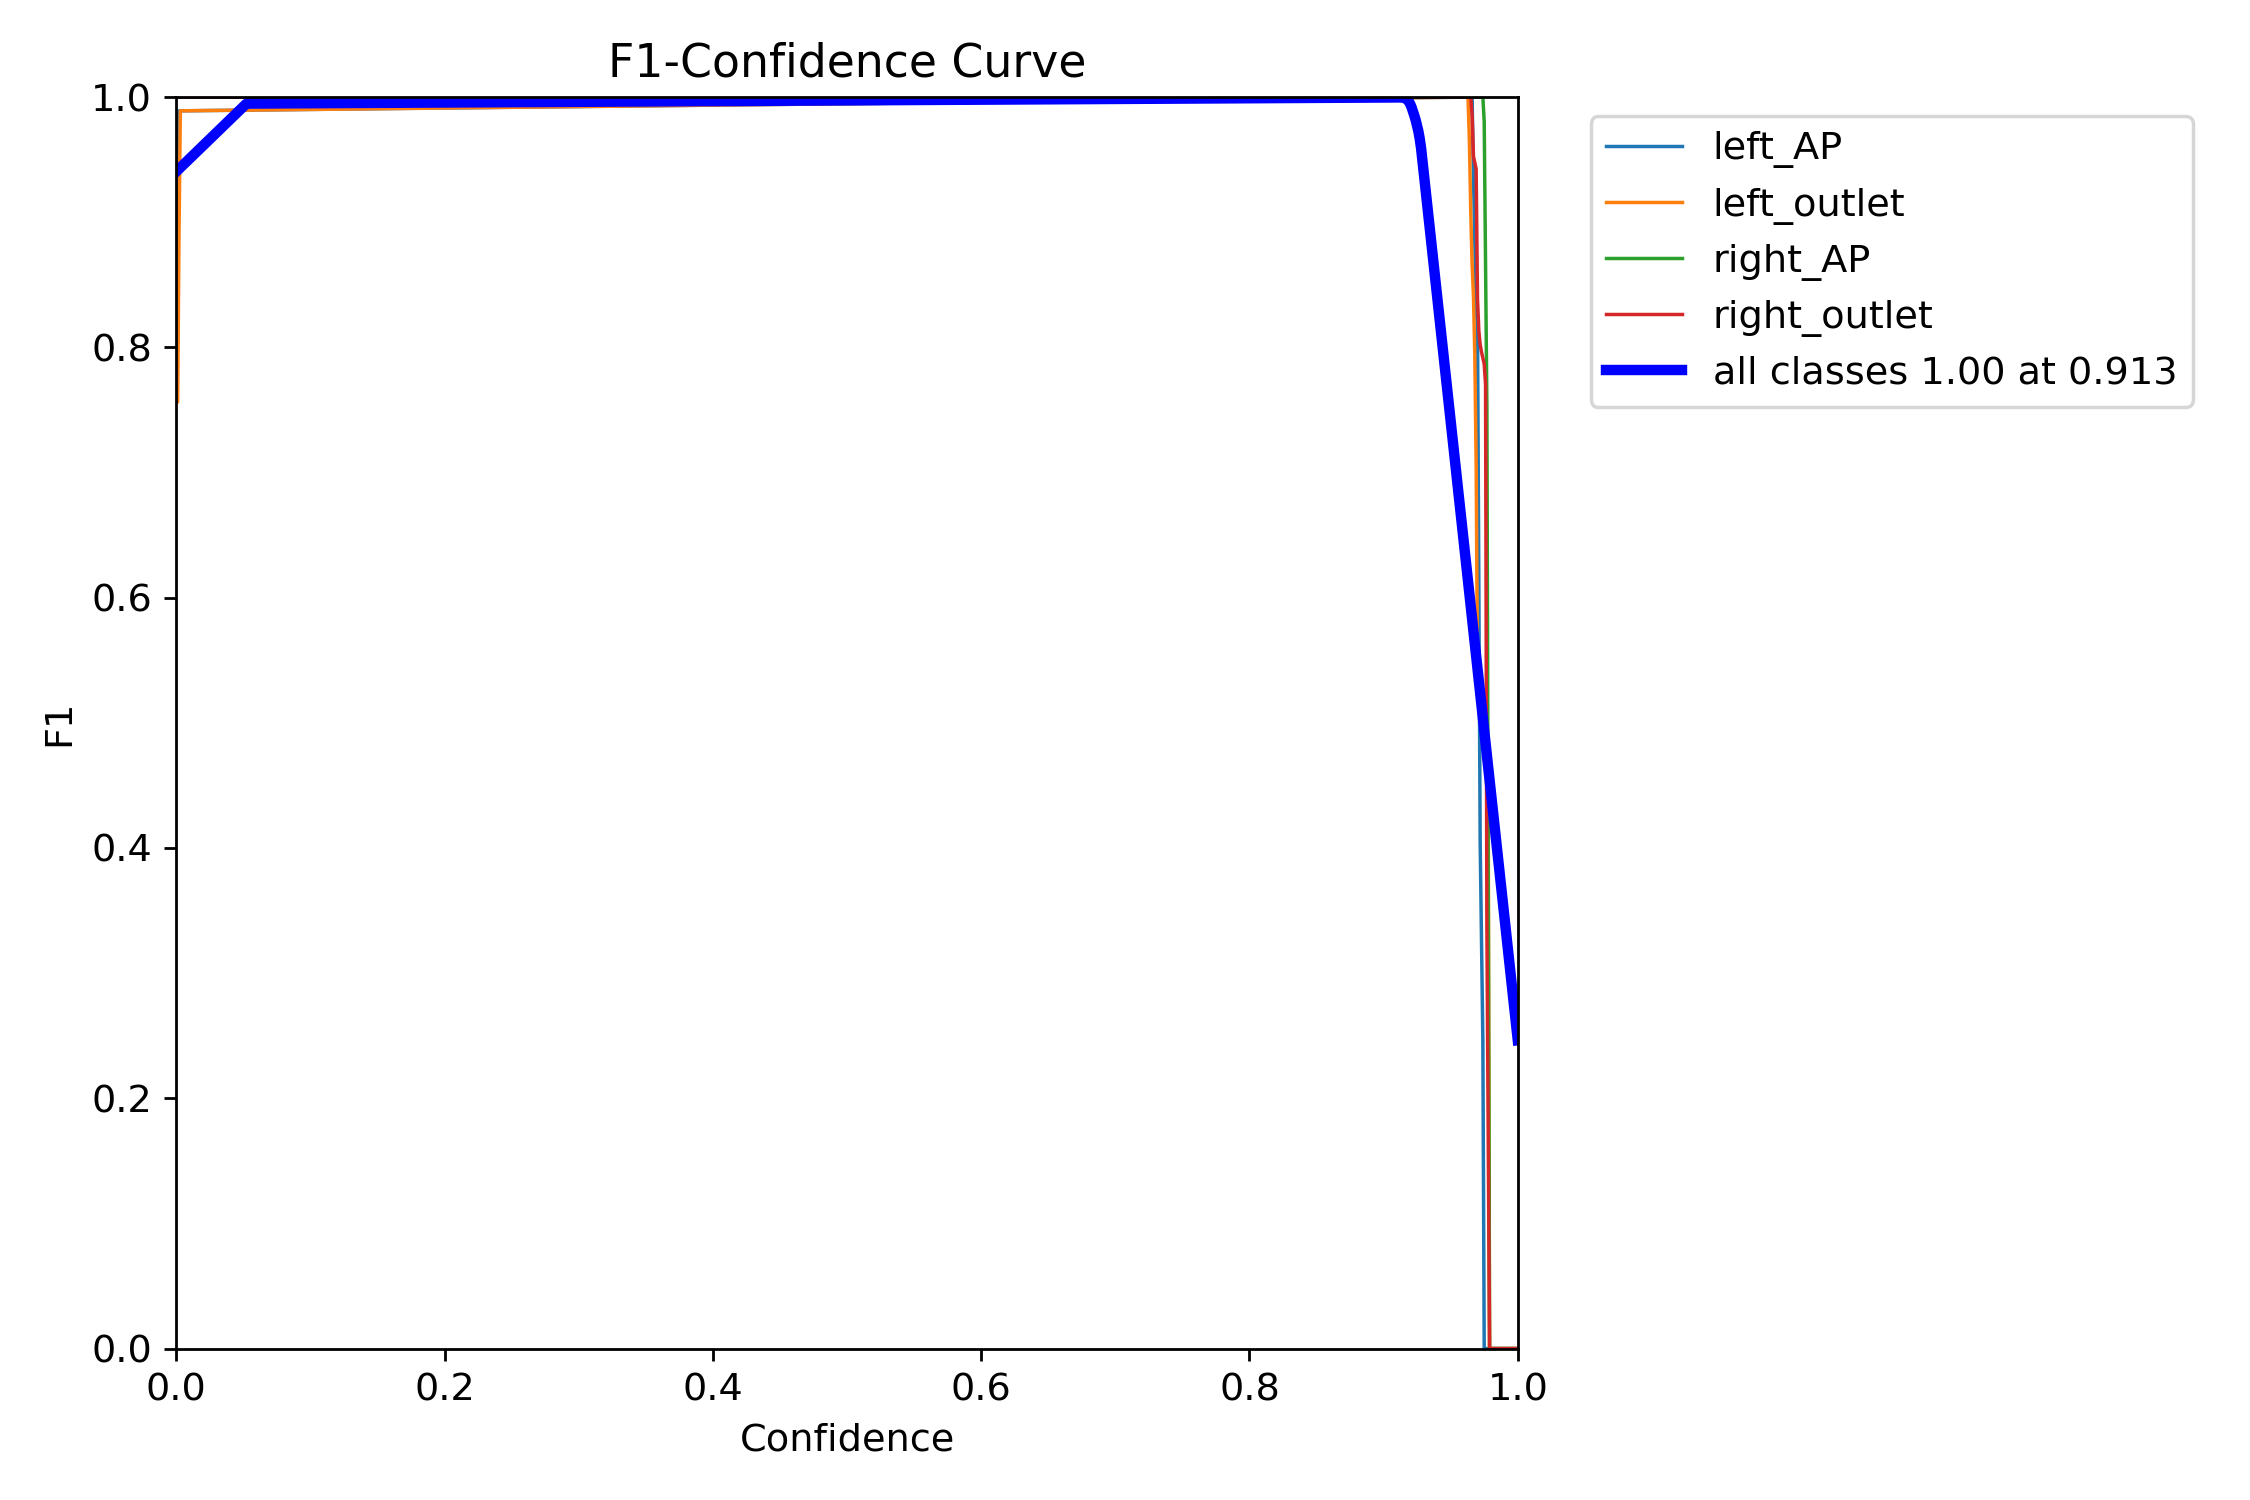 F1-Confidence Curve
1.0
0.8
0.6
0.4
0.2
0.0
F1
0.0 0.2 0.4 0.6 0.8 1.0
Confidence
left_AP
left_outlet
right_AP
right_outlet
all classes 1.00 at 0.913